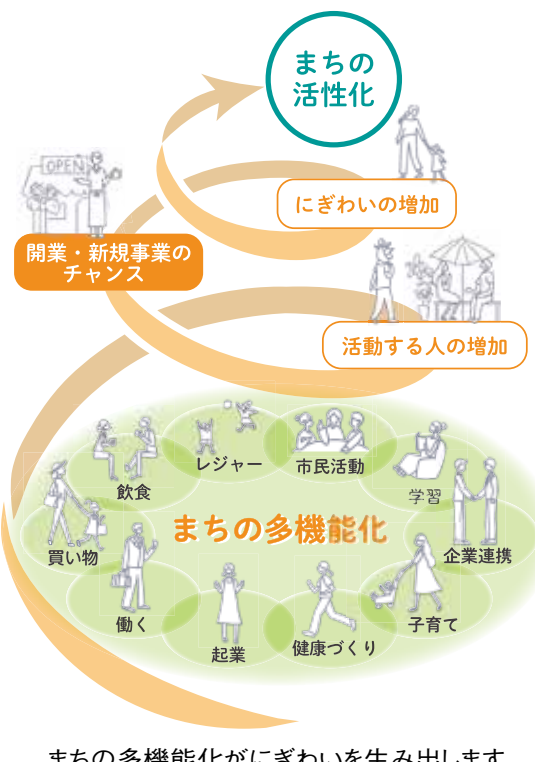 まちの
活性化
OPEN
にぎわいの増加
開業・新規事業の
チャンス
活動する人の増加
レジャー
市民活動
飲食
学習
まちの多機能化
買い物
企業連携
働く
子育て
起業
健康づくり
まちの多機能化がにぎわいを生み出します